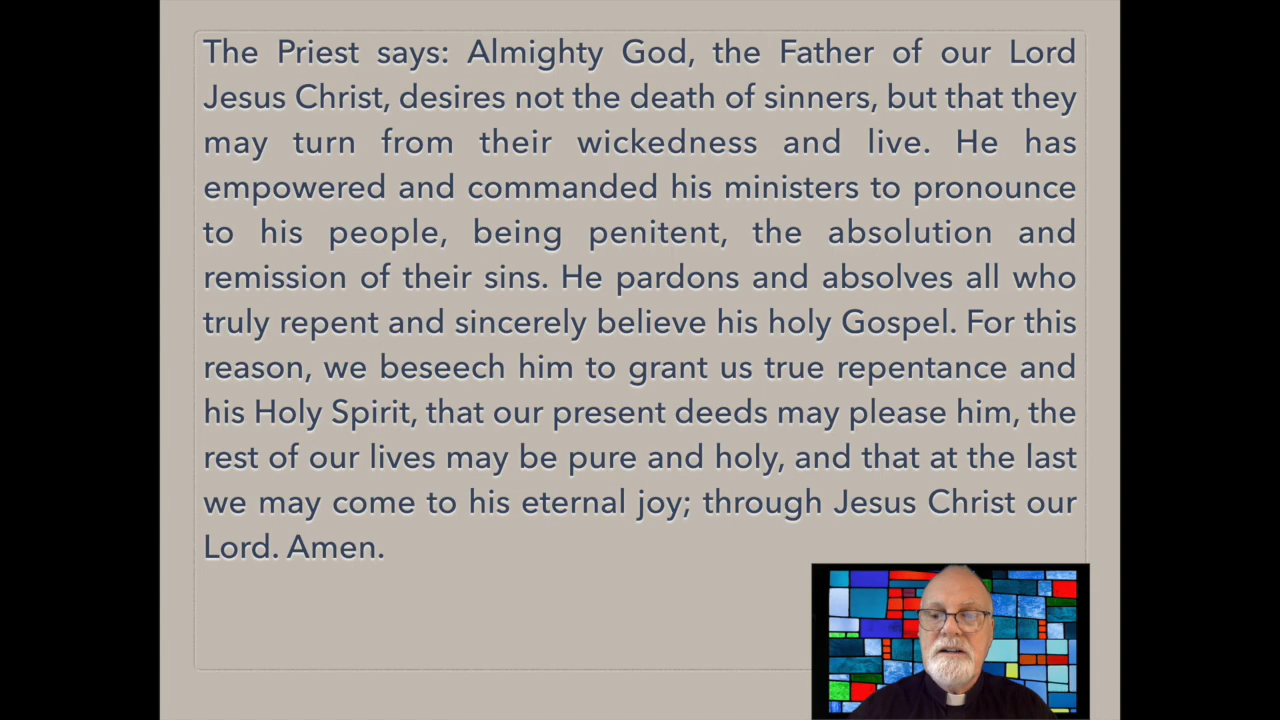 The Priest says: Almighty God, the Father of our Lord
Jesus Christ, desires not the death of sinners, but that they
may turn from their wickedness and live. He has
empowered and commanded his ministers to pronounce
to his people, being penitent, the absolution and
remission of their sins. He pardons and absolves all who
truly repent and sincerely believe his holy Gospel. For this
reason, we beseech him to grant us true repentance and
his Holy Spirit, that our present deeds may please him, the
rest of our lives may be pure and holy, and that at the last
we may come to his eternal joy; through Jesus Christ our
Lord. Amen.